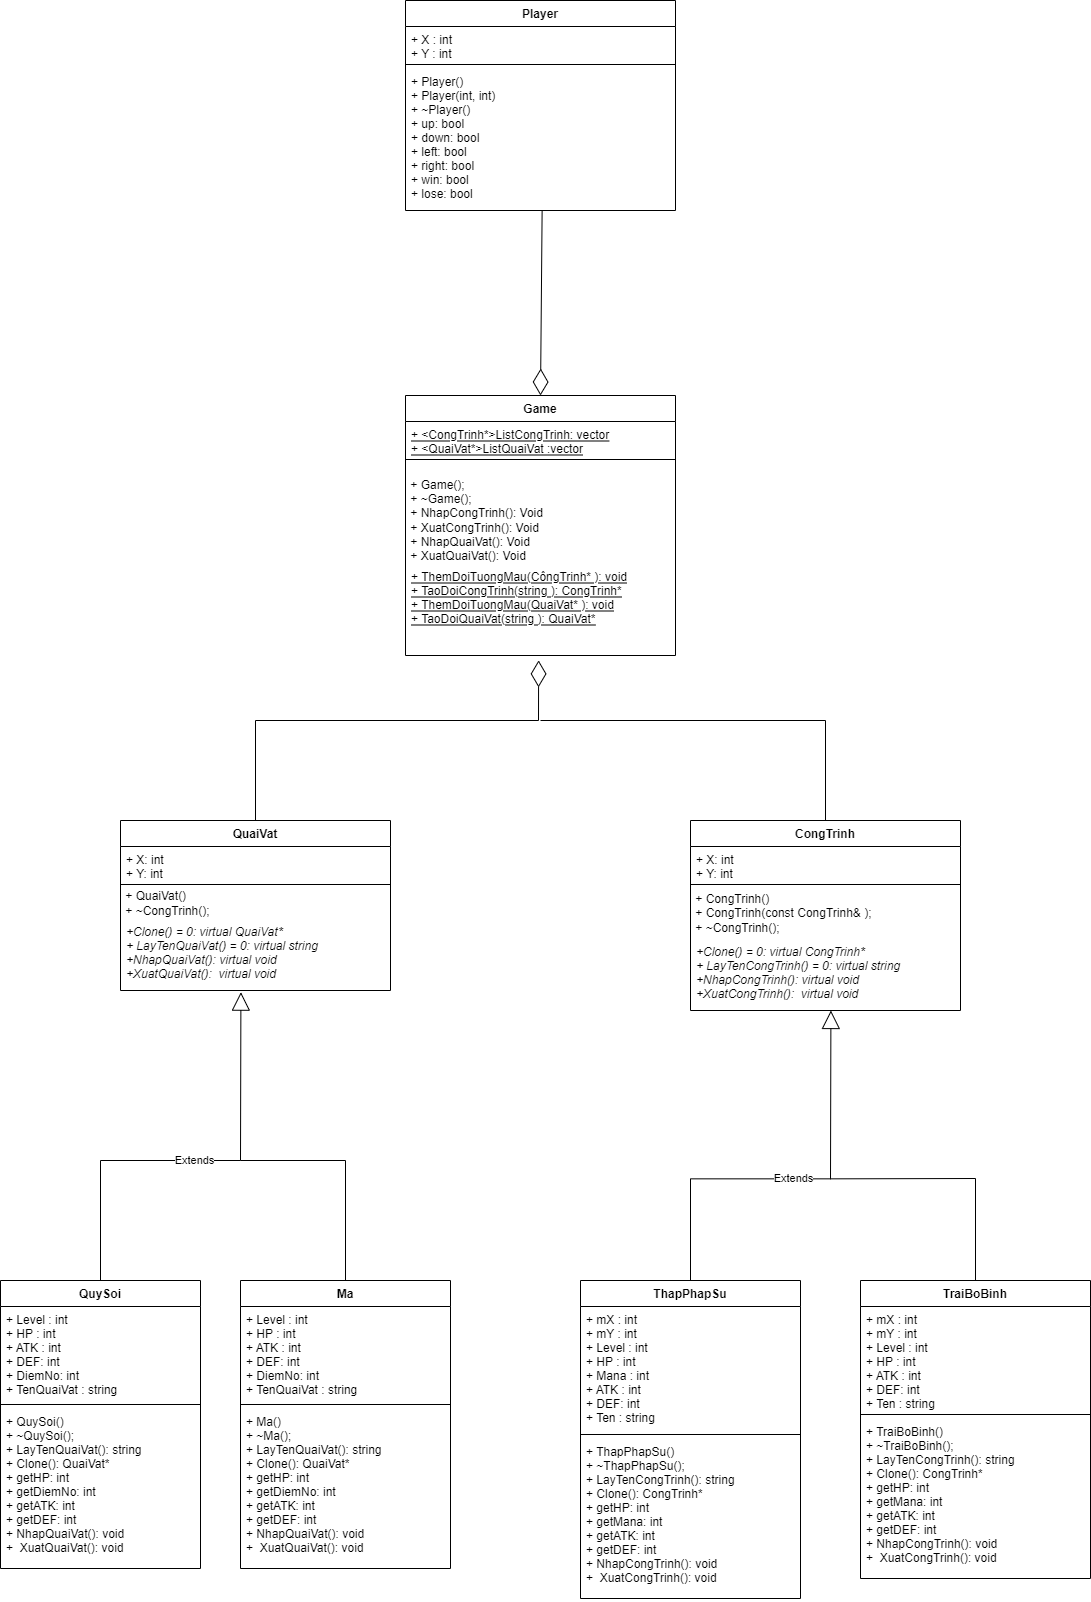 Player
+ X : int
+ Y : int
+ Player()
+ Player(int, int)
+ ~Player()
+ up: bool
+ down: bool
+ left: bool
+ right: bool
+ win: bool
+ lose: bool
Game
+ <CongTrinh*>ListCongTrinh: vector
+ <QuaiVat*>ListQuaiVat :vector
+ Game();
+ ~Game();
+ NhapCongTrinh(): Void
+ XuatCongTrinh(): Void
+ NhapQuaiVat(): Void
+ XuatQuaiVat(): Void
+ ThemDoiTuongMau(CôngTrinh* ): void
+ TaoDoiCongTrinh(string ): CongTrinh*
+ ThemDoiTuongMau(QuaiVat* ): void
+ TaoDoiQuaiVat(string ): QuaiVat*
QuaiVat
+ X: int
+ Y: int
+ QuaiVat()
+ ~CongTrinh();
+Clone() = 0: virtual QuaiVat*
+ LayTenQuaiVat() = 0: virtual string
+NhapQuaiVat(): virtual void
+XuatQuaiVat():  virtual void
CongTrinh
+ X: int
+ Y: int
+ CongTrinh()
+ CongTrinh(const CongTrinh& );
+ ~CongTrinh();
+Clone() = 0: virtual CongTrinh*
+ LayTenCongTrinh() = 0: virtual string
+NhapCongTrinh(): virtual void
+XuatCongTrinh():  virtual void
Extends
Extends
QuySoi
+ Level : int
+ HP : int
+ ATK : int
+ DEF: int
+ DiemNo: int
+ TenQuaiVat : string
+ QuySoi()
+ ~QuySoi();
+ LayTenQuaiVat(): string
+ Clone(): QuaiVat*
+ getHP: int
+ getDiemNo: int
+ getATK: int
+ getDEF: int
+ NhapQuaiVat(): void
+  XuatQuaiVat(): void
Ma
+ Level : int
+ HP : int
+ ATK : int
+ DEF: int
+ DiemNo: int
+ TenQuaiVat : string
+ Ma()
+ ~Ma();
+ LayTenQuaiVat(): string
+ Clone(): QuaiVat*
+ getHP: int
+ getDiemNo: int
+ getATK: int
+ getDEF: int
+ NhapQuaiVat(): void
+  XuatQuaiVat(): void
ThapPhapSu
+ mX : int
+ mY : int
+ Level : int
+ HP : int
+ Mana : int
+ ATK : int
+ DEF: int
+ Ten : string
+ ThapPhapSu()
+ ~ThapPhapSu();
+ LayTenCongTrinh(): string
+ Clone(): CongTrinh*
+ getHP: int
+ getMana: int
+ getATK: int
+ getDEF: int
+ NhapCongTrinh(): void
+  XuatCongTrinh(): void
TraiBoBinh
+ mX : int
+ mY : int
+ Level : int
+ HP : int
+ ATK : int
+ DEF: int
+ Ten : string
+ TraiBoBinh()
+ ~TraiBoBinh();
+ LayTenCongTrinh(): string
+ Clone(): CongTrinh*
+ getHP: int
+ getMana: int
+ getATK: int
+ getDEF: int
+ NhapCongTrinh(): void
+  XuatCongTrinh(): void